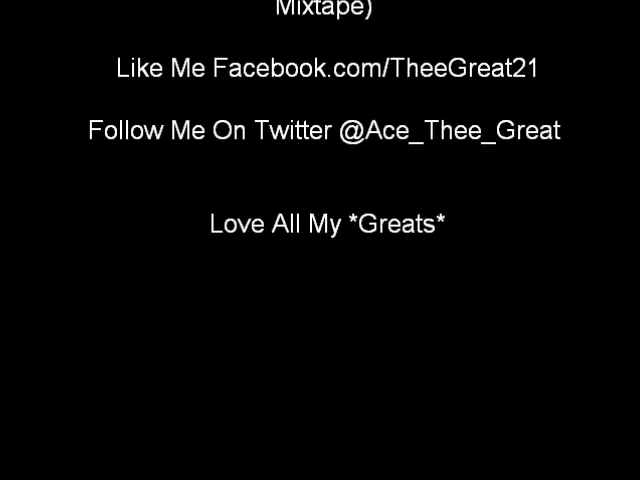 Mixtape)
Like Me Facebook.com/TheeGreat21
Follow Me On Twitter @Ace_Thee_Great
Love All My *Greats*